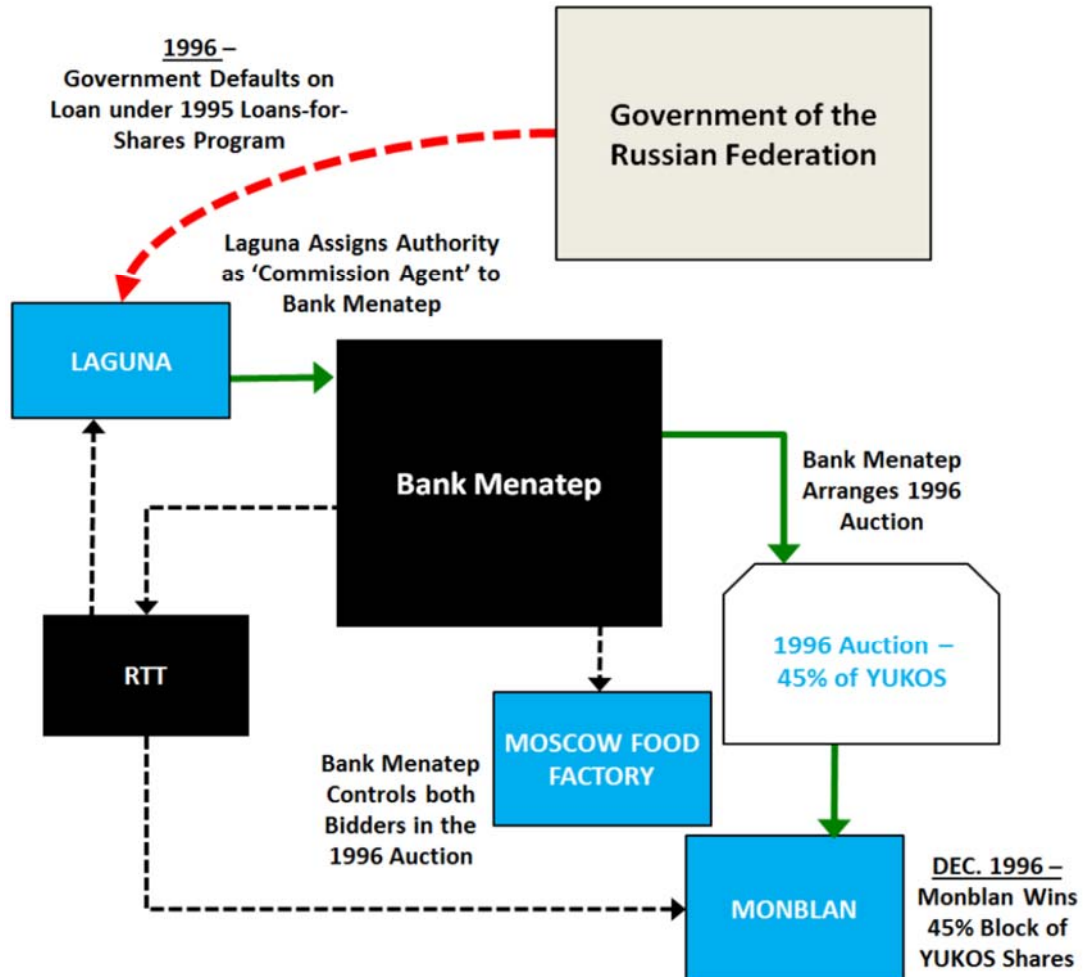 1996 –
Government Defaults on
Loan under 1995 Loans-for-
Shares Program
Government of the
Russian Federation
Laguna Assigns Authority
as ‘Commission Agent’ to
Bank Menatep
LAGUNA
Bank Menatep
Bank Menatep
Arranges 1996
Auction
RTT
1996 Auction –
45% of YUKOS
MOSCOW FOOD
FACTORY
Bank Menatep
Controls both
Bidders in the
1996 Auction
MONBLAN
DEC. 1996 –
Monblan Wins
45% Block of
YUKOS Shares